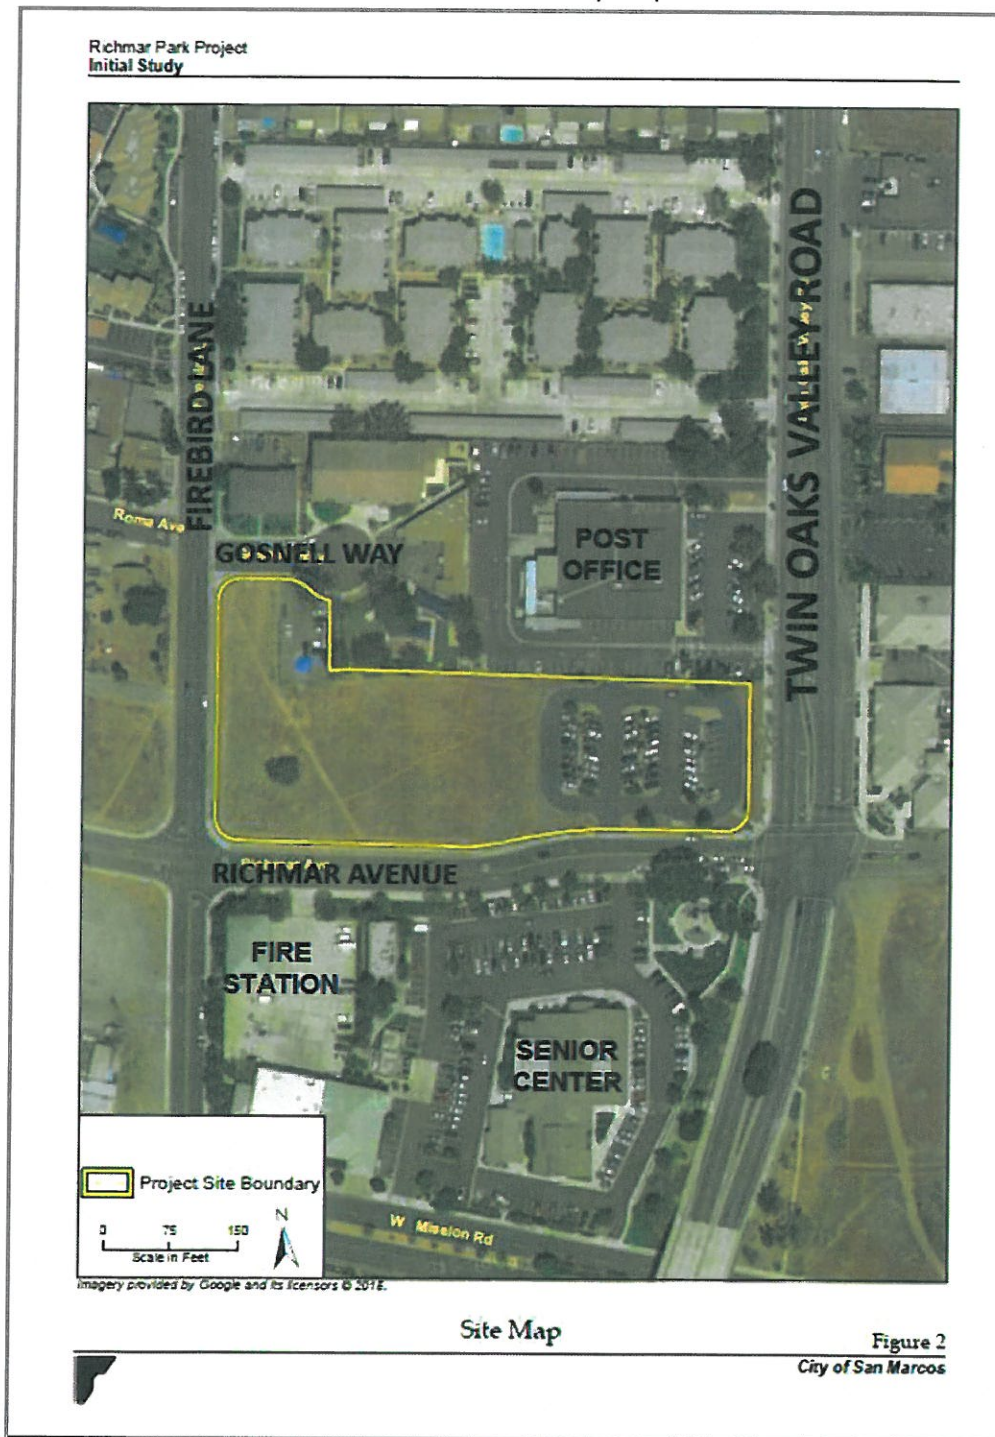 Richmar Park Project
Initial Study
FIREBIRD LANE
TWIN OAKS VALLEY ROAD
Roma Ave
GOSNELL WAY
POST
OFFICE
Richmar Ave
RICHMAR AVENUE
FIRE
STATION
SENIOR
CENTER
W Mission Rd
Project Site Boundary
0 75 150
Scale in Feet
N
Imagery provided by Google and its licensors © 2016.
Site Map
Figure 2
City of San Marcos